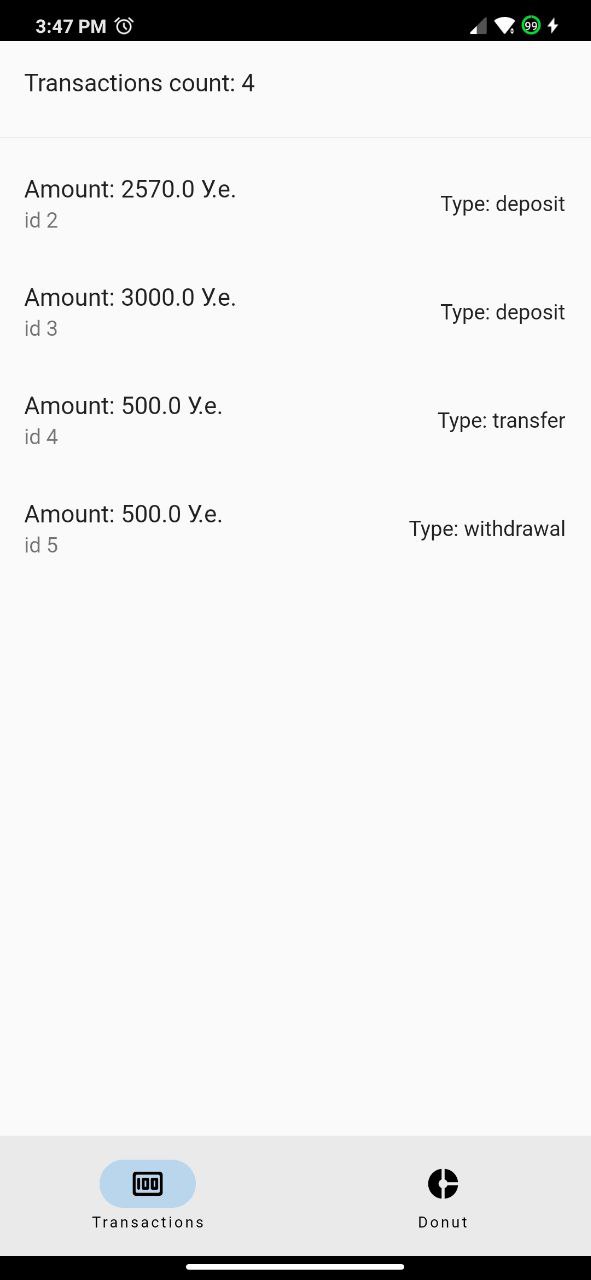 3:47 PM 99
Transactions count: 4
Amount: 2570.0 У.е.
id 2
Type: deposit
Amount: 3000.0 У.е.
id 3
Type: deposit
Amount: 500.0 У.е.
id 4
Type: transfer
Amount: 500.0 У.е.
id 5
Type: withdrawal
100
Transactions
Donut